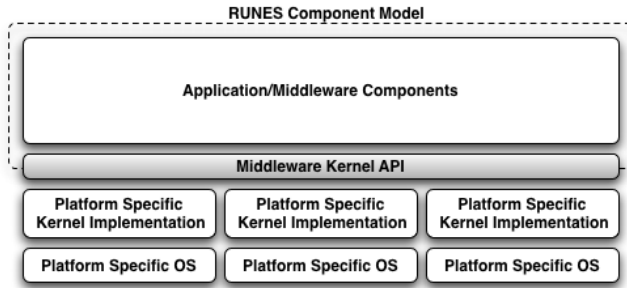 RUNES Component Model
Application/Middleware Components
Middleware Kernel API
Platform Specific
Kernel Implementation
Platform Specific
Kernel Implementation
Platform Specific
Kernel Implementation
Platform Specific OS
Platform Specific OS
Platform Specific OS